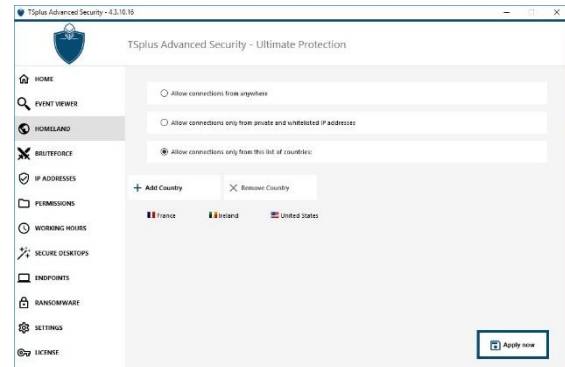 TSplus Advanced Security - 4.3.10.16
TSplus Advanced Security - Ultimate Protection
HOME
EVENT VIEWER
HOMELAND
BRUTEFORCE
IP ADDRESSES
PERMISSIONS
WORKING HOURS
SECURE DESKTOPS
ENDPOINTS
RANSOMWARE
SETTINGS
LICENSE
Allow connections from anywhere
Allow connections only from private and whitelisted IP addresses
Allow connections only from this list of countries:
Add Country
Remove Country
France
Ireland
United States
Apply now